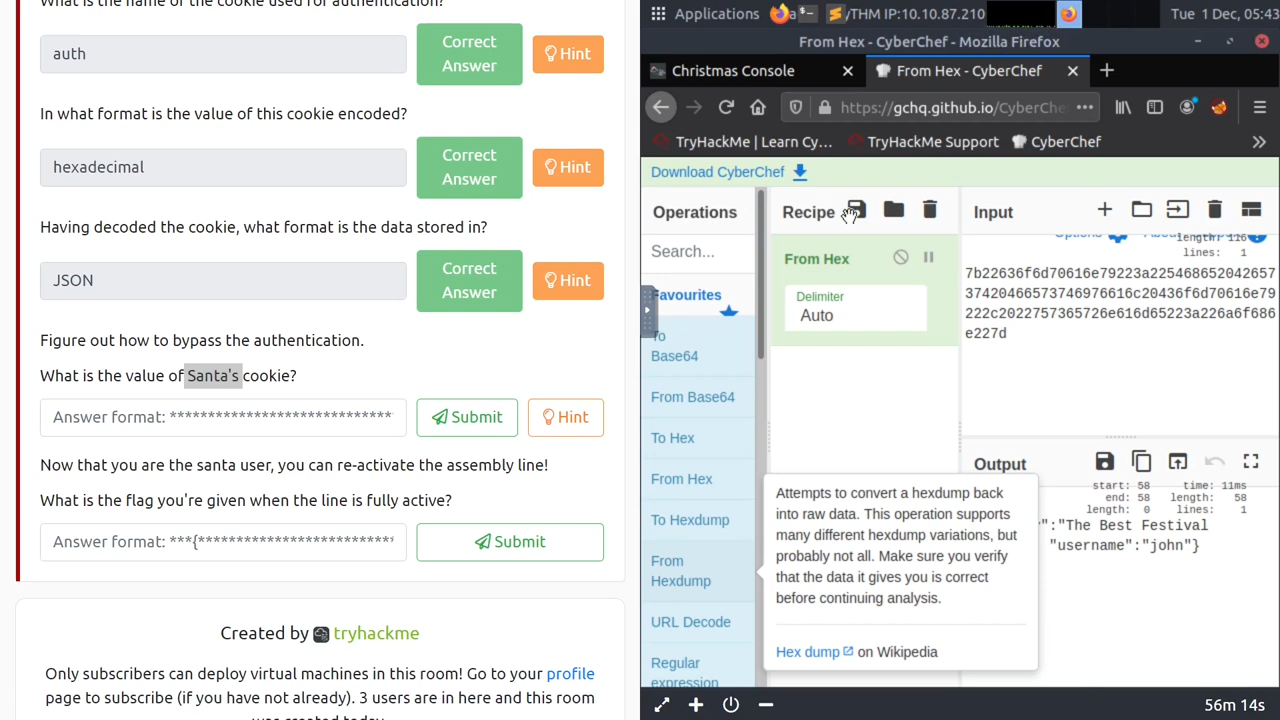 What is the name of the cookie used for authentication?
auth
Correct
Answer
Hint
In what format is the value of this cookie encoded?
hexadecimal
Correct
Answer
Hint
Having decoded the cookie, what format is the data stored in?
JSON
Correct
Answer
Hint
Figure out how to bypass the authentication.
What is the value of Santa's cookie?
Answer format: *******************************
Submit
Hint
Now that you are the santa user, you can re-activate the assembly line!
What is the flag you're given when the line is fully active?
Answer format: ***{***************************
Submit
Created by tryhackme
Only subscribers can deploy virtual machines in this room! Go to your profile
page to subscribe (if you have not already). 3 users are in here and this room
was created today
Applications
THM IP:10.10.87.210
Tue 1 Dec, 05:43
From Hex - CyberChef - Mozilla Firefox
Christmas Console
From Hex - CyberChef
https://gchq.github.io/CyberChe
TryHackMe | Learn Cy...
TryHackMe Support
CyberChef
Download CyberChef
Operations
Recipe
Input
length: 116
lines: 1
Search...
Favourites
To
Base64
From Base64
To Hex
From Hex
To Hexdump
From
Hexdump
URL Decode
Regular
expression
From Hex
Delimiter
Auto
7b22636f6d70616e79223a225468652042657
37420466573746976616c20436f6d70616e79
222c2022757365726e616d65223a226a6f686
e227d
Output
start: 58
end: 58
length: 0
time: 11ms
length: 58
lines: 1
y":"The Best Festival
"username":"john"}
Attempts to convert a hexdump back
into raw data. This operation supports
many different hexdump variations, but
probably not all. Make sure you verify
that the data it gives you is correct
before continuing analysis.
Hex dump on Wikipedia
56m 14s